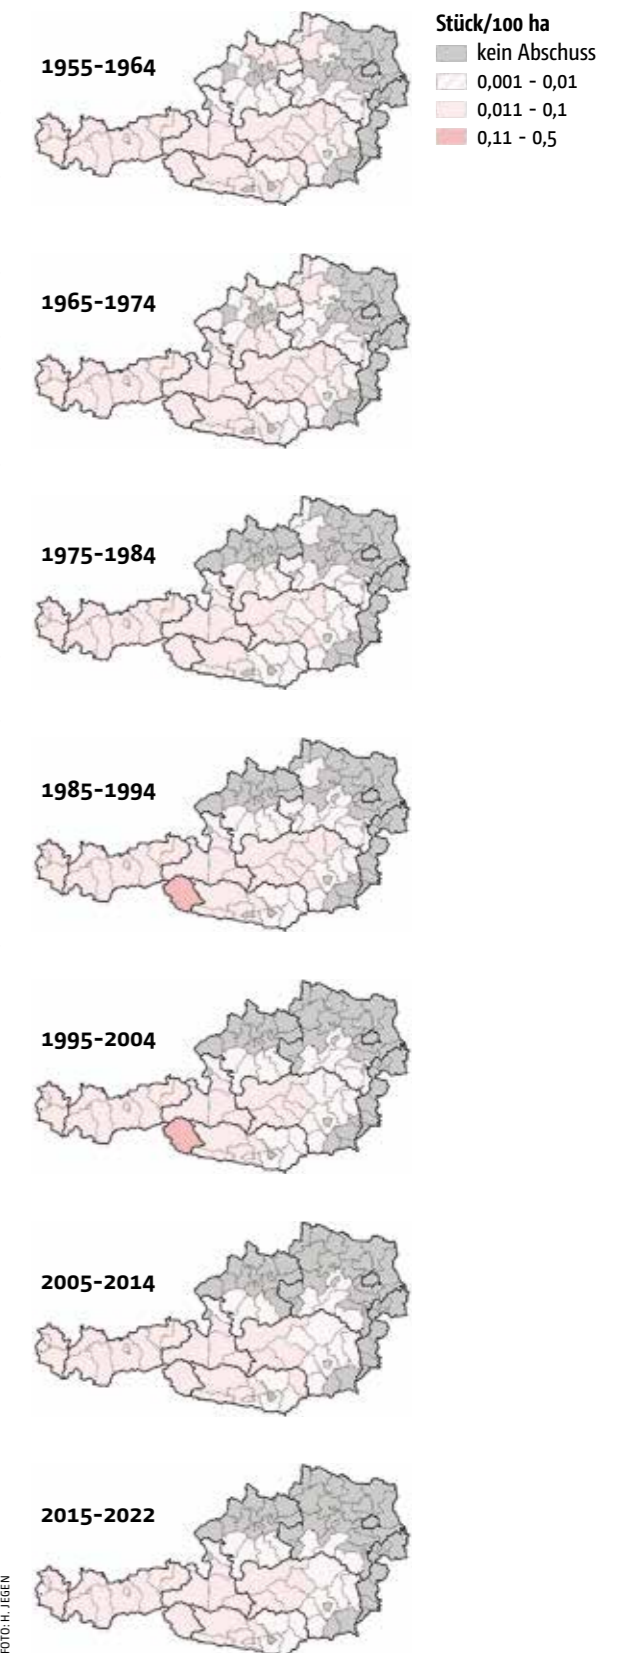 Stück/100 ha
kein Abschuss
0,001 - 0,01
0,011 - 0,1
0,11 - 0,5
1955-1964
1965-1974
1975-1984
1985-1994
1995-2004
2005-2014
2015-2022
FOTO: H. JEGEN